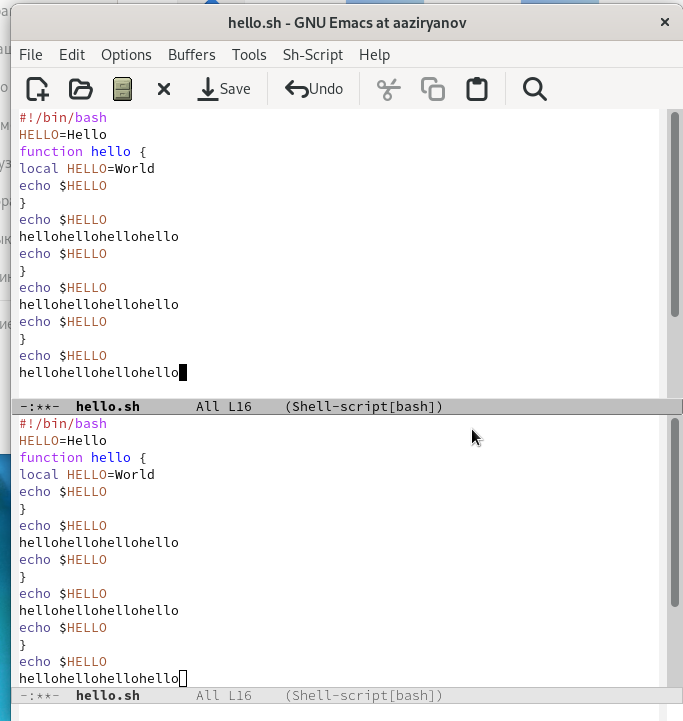 hello.sh - GNU Emacs at aaziryanov
File Edit Options Buffers Tools Sh-Script Help
Save Undo
#!/bin/bash
HELLO=Hello
function hello {
local HELLO=World
echo $HELLO
}
echo $HELLO
hellohellohellohello
echo $HELLO
}
echo $HELLO
hellohellohellohello
echo $HELLO
}
echo $HELLO
hellohellohellohello
-:**- hello.sh All L16 (Shell-script[bash])
#!/bin/bash
HELLO=Hello
function hello {
local HELLO=World
echo $HELLO
}
echo $HELLO
hellohellohellohello
echo $HELLO
}
echo $HELLO
hellohellohellohello
echo $HELLO
}
echo $HELLO
hellohellohellohello
-:**- hello.sh All L16 (Shell-script[bash])